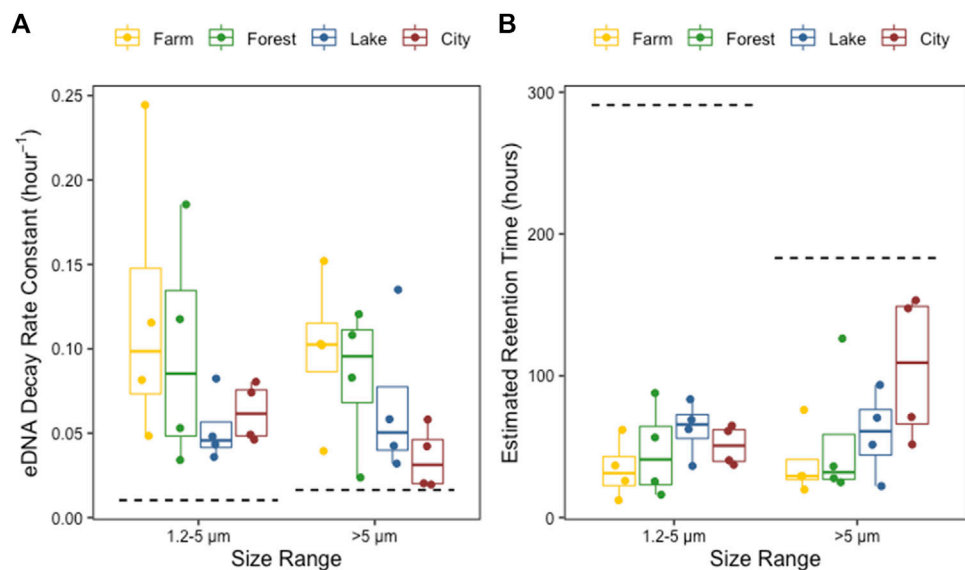 A
Farm Forest Lake City
eDNA Decay Rate Constant (hour⁻¹)
0.25
0.20
0.15
0.10
0.05
0.00
1.2-5 µm >5 µm
Size Range
B
Farm Forest Lake City
Estimated Retention Time (hours)
300
200
100
0
1.2-5 µm >5 µm
Size Range